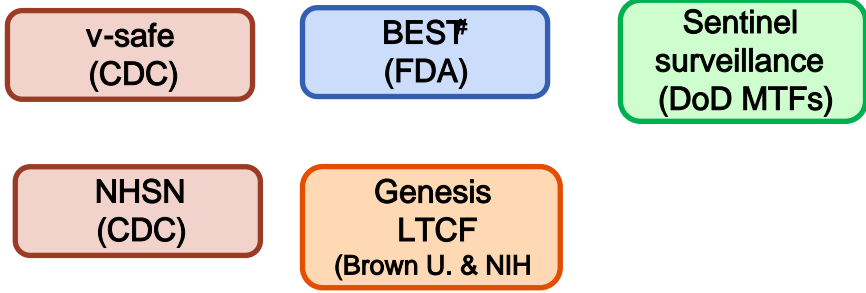 v-safe
(CDC)
BEST#
(FDA)
Sentinel
surveillance
(DoD MTFs)
NHSN
(CDC)
Genesis
LTCF
(Brown U. & NIH